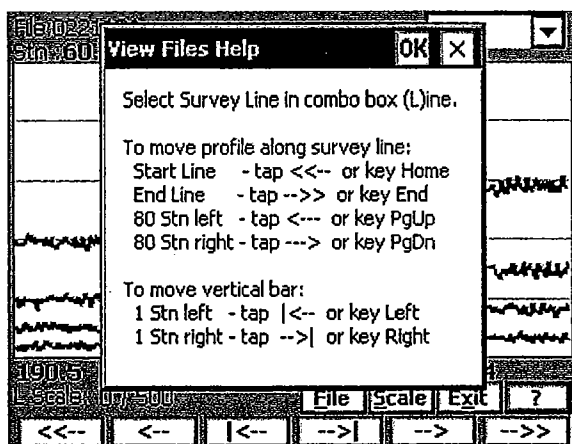 View Files Help OK ×
Select Survey Line in combo box (L)ine.
To move profile along survey line:
Start Line - tap <<-- or key Home
End Line - tap -->> or key End
80 Stn left - tap <--- or key PgUp
80 Stn right - tap ---> or key PgDn
To move vertical bar:
1 Stn left - tap |<-- or key Left
1 Stn right - tap -->| or key Right
190.5
File Scale Exit ?
<<-- <-- |<-- -->| --> -->>